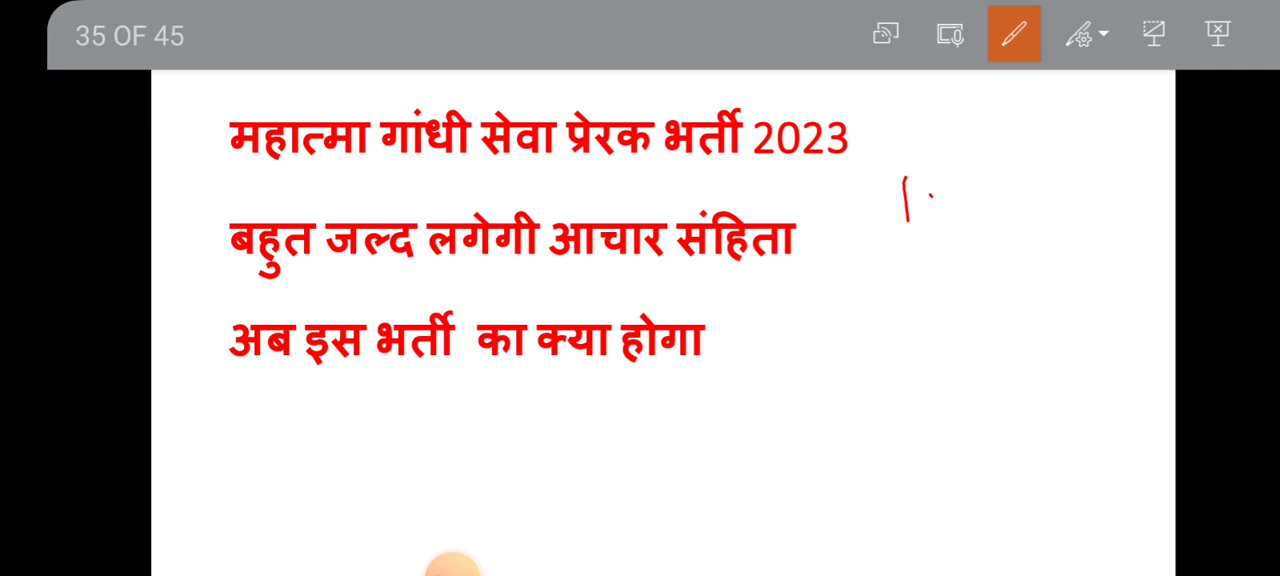 35 OF 45
महात्मा गांधी सेवा प्रेरक भर्ती 2023
बहुत जल्द लगेगी आचार संहिता
अब इस भर्ती का क्या होगा